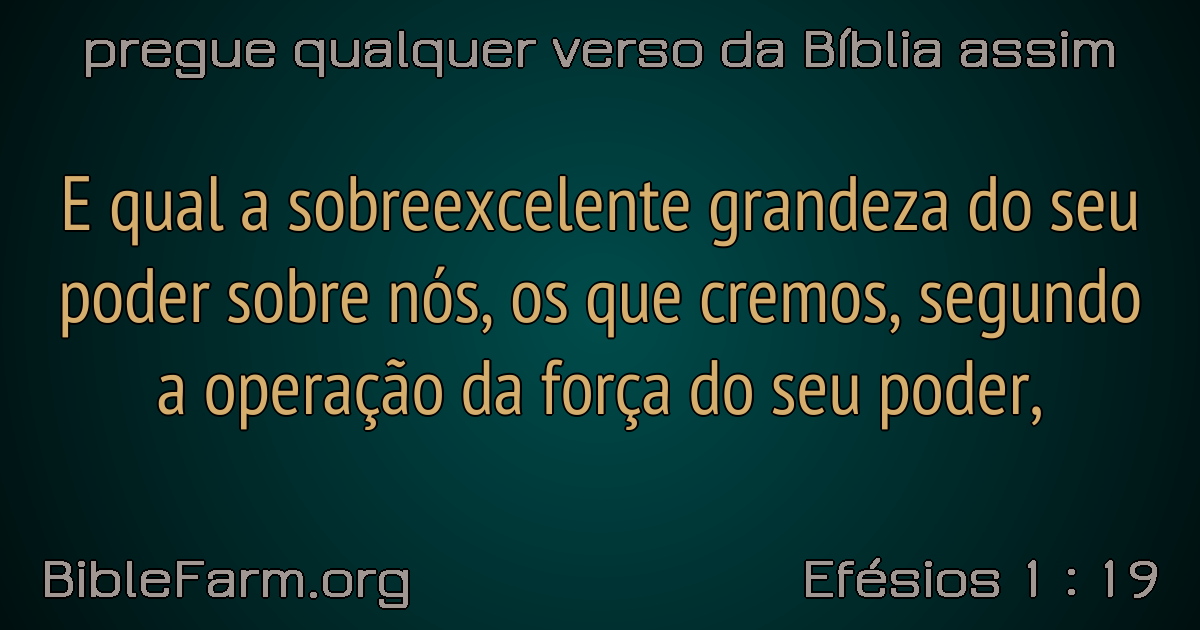 pregue qualquer verso da Bíblia assim
E qual a sobreexcelente grandeza do seu
poder sobre nós, os que cremos, segundo
a operação da força do seu poder,
BibleFarm.org
Efésios 1 : 19